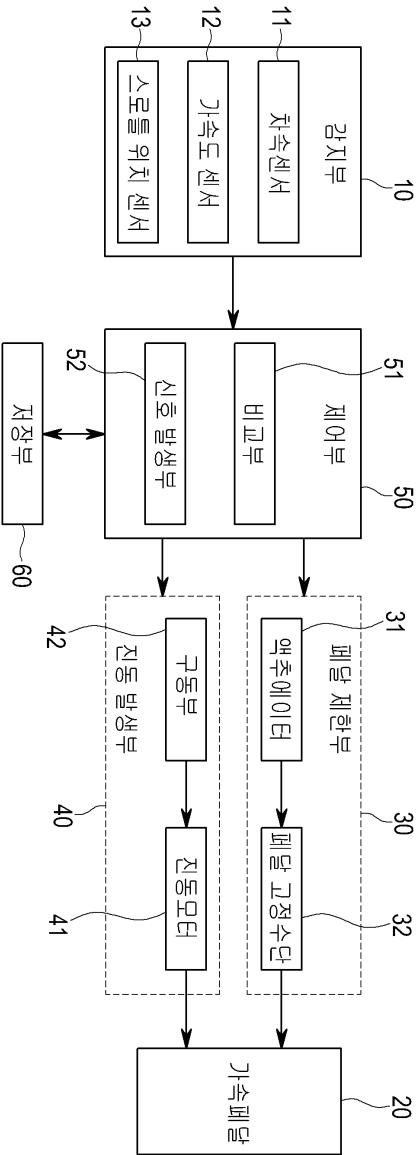 감지부
10
차속센서
11
가속도 센서
12
스로틀 위치 센서
13
제어부
50
비교부
51
신호 발생부
52
저장부
60
페달 제한부
30
액추에이터
31
페달 고정수단
32
진동 발생부
40
구동부
42
진동모터
41
가속페달
20